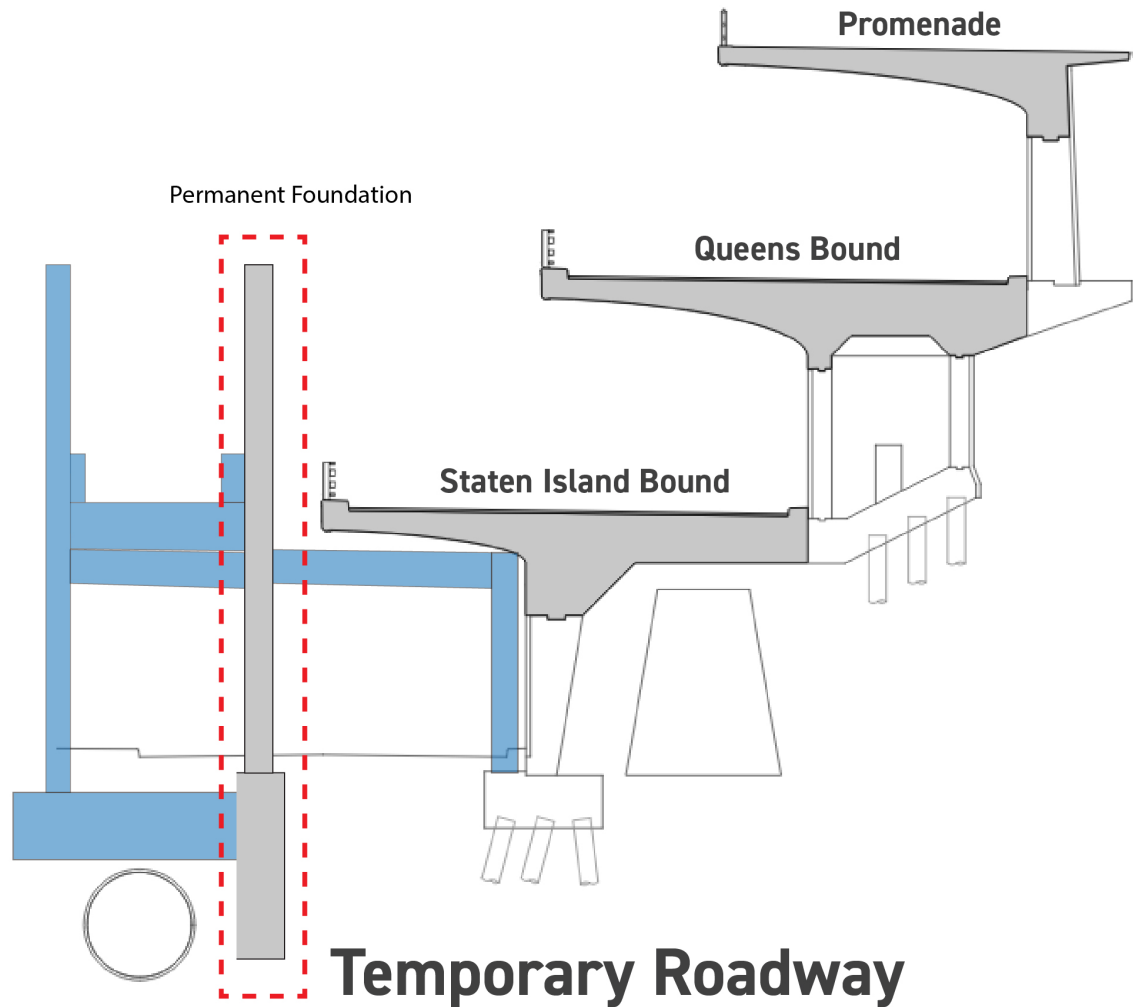 Promenade
Permanent Foundation
Queens Bound
Staten Island Bound
Temporary Roadway